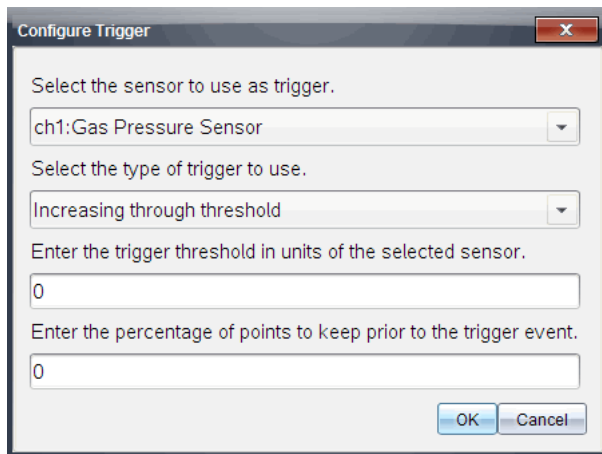 Configure Trigger
x
Select the sensor to use as trigger.
ch1:Gas Pressure Sensor
Select the type of trigger to use.
Increasing through threshold
Enter the trigger threshold in units of the selected sensor.
0
Enter the percentage of points to keep prior to the trigger event.
0
OK Cancel